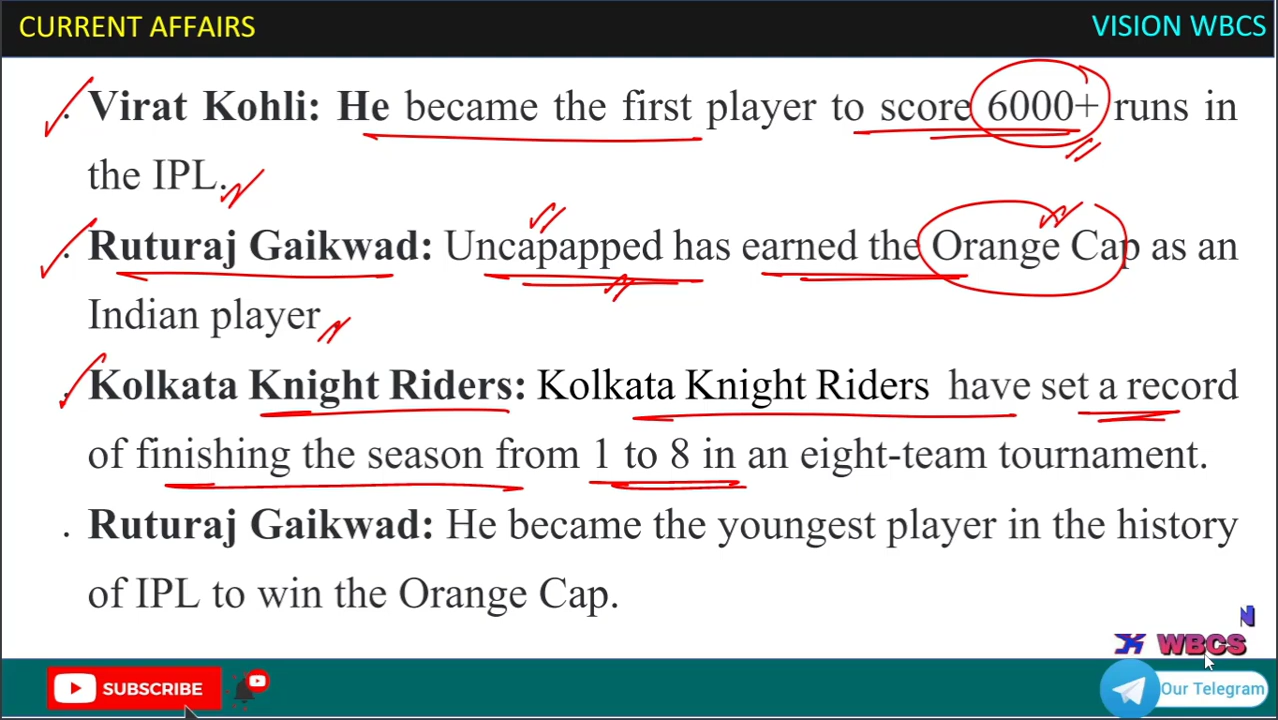 CURRENT AFFAIRS
VISION WBCS
. Virat Kohli: He became the first player to score 6000+ runs in
the IPL.
. Ruturaj Gaikwad: Uncapapped has earned the Orange Cap as an
Indian player
. Kolkata Knight Riders: Kolkata Knight Riders have set a record
of finishing the season from 1 to 8 in an eight-team tournament.
. Ruturaj Gaikwad: He became the youngest player in the history
of IPL to win the Orange Cap.
N
WBCS
SUBSCRIBE
Our Telegram